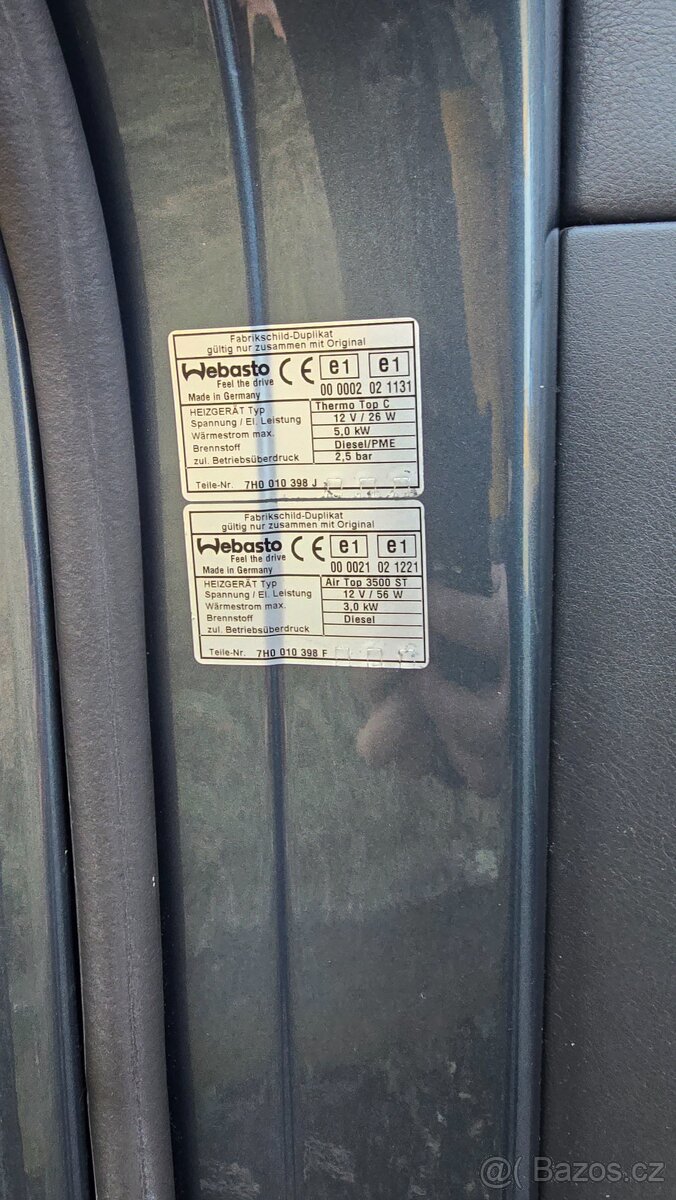 Fabrikschild-Duplikat
gültig nur zusammen mit Original
Webasto CE e1 e1
Feel the drive
00 0002 02 1131
Made in Germany
HEIZGERÄT Typ Thermo Top C
Spannung / El. Leistung 12 V / 26 W
Wärmestrom max. 5,0 kW
Brennstoff Diesel/PME
zul. Betriebsüberdruck 2,5 bar
Teile-Nr. 7H0 010 398 J
Fabrikschild-Duplikat
gültig nur zusammen mit Original
Webasto CE e1 e1
Feel the drive
00 0021 02 1221
Made in Germany
HEIZGERÄT Typ Air Top 3500 ST
Spannung / El. Leistung 12 V / 56 W
Wärmestrom max. 3,0 kW
Brennstoff Diesel
zul. Betriebsüberdruck
Teile-Nr. 7H0 010 398 F
@ Bazos.cz